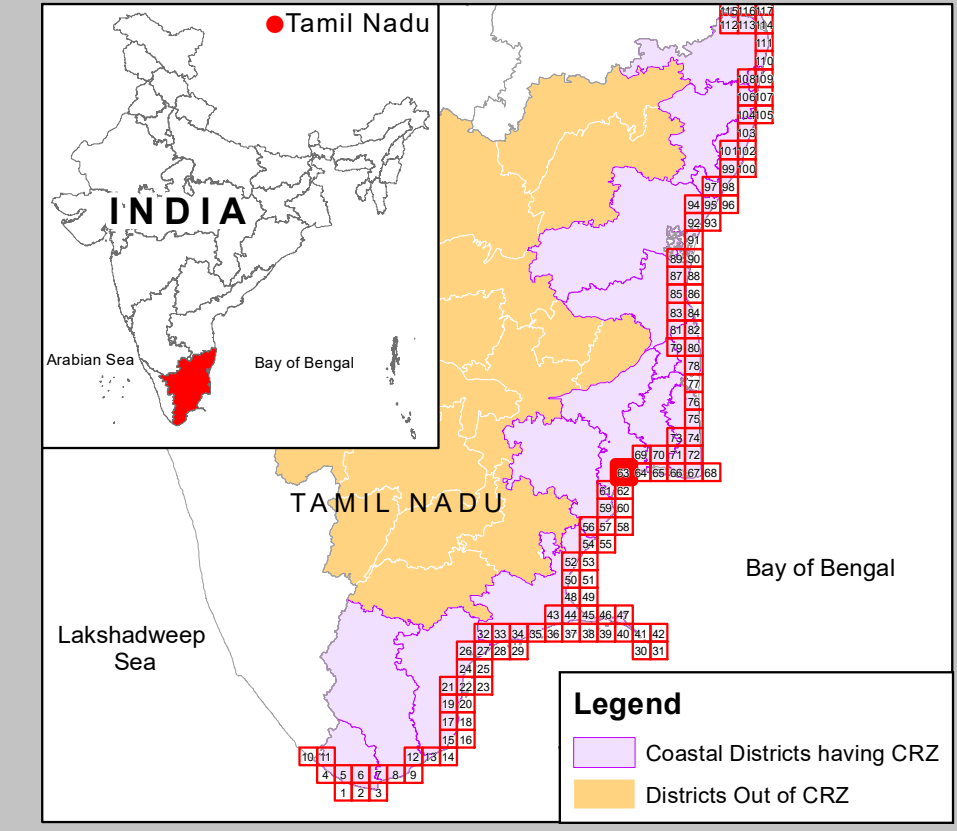 Tamil Nadu
INDIA
Arabian Sea
Bay of Bengal
115 116 117
112 113 114
111
110
108 109
106 107
104 105
103
101 102
99 100
97 98
94 95 96
92 93
91
89 90
87 88
85 86
83 84
81 82
79 80
78
77
76
75
73 74
69 70 71 72
63 64 65 66 67 68
61 62
TAMIL NADU
59 60
56 57 58
54 55
52 53
Bay of Bengal
50 51
48 49
43 44 45 46 47
Lakshadweep
Sea
32 33 34 35 36 37 38 39 40 41 42
26 27 28 29 30 31
24 25
21 22 23
19 20
17 18
15 16
10 11 12 13 14
4 5 6 7 8 9
1 2 3
Legend
Coastal Districts having CRZ
Districts Out of CRZ